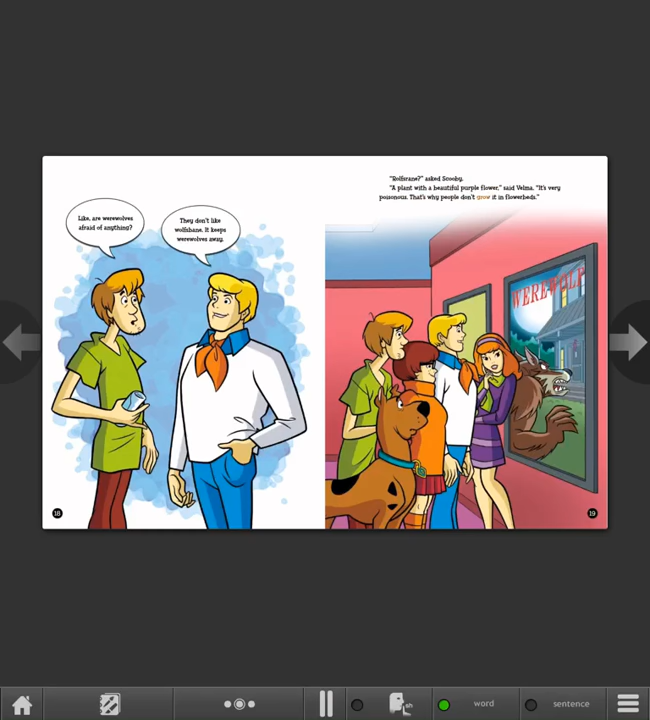 Like, are werewolves
afraid of anything?
They don't like
wolfsbane. It keeps
werewolves away.
18
"Rolfsrane?" asked Scooby.
"A plant with a beautiful purple flower," said Velma. "It's very
poisonous. That's why people don't grow it in flowerbeds."
WEREWOLF
19
sh
word
sentence